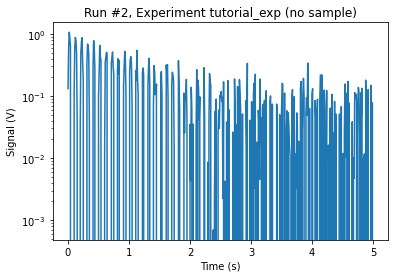 Run #2, Experiment tutorial_exp (no sample)
Signal (V)
10⁰
10⁻¹
10⁻²
10⁻³
0 1 2 3 4 5
Time (s)